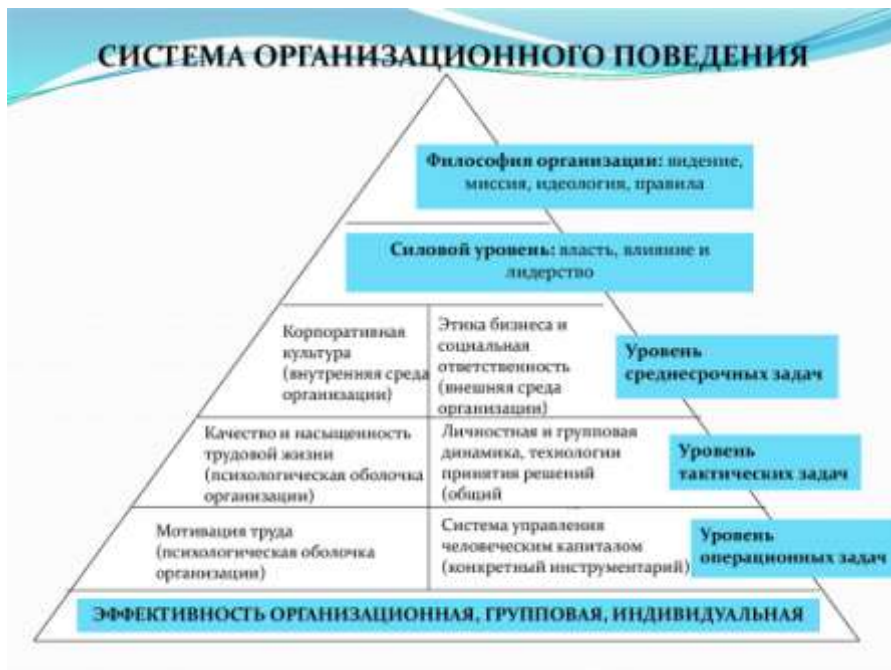 СИСТЕМА ОРГАНИЗАЦИОННОГО ПОВЕДЕНИЯ
Философия организации: видение,
миссия, идеология, правила
Силовой уровень: власть, влияние и
лидерство
Корпоративная
культура
(внутренняя среда
организации)
Этика бизнеса и
социальная
ответственность
(внешняя среда
организации)
Уровень
среднесрочных задач
Качество и насыщенность
трудовой жизни
(психологическая оболочка
организации)
Личностная и групповая
динамика, технологии
принятия решений
(общий
Уровень
тактических задач
Мотивация труда
(психологическая оболочка
организации)
Система управления
человеческим капиталом
(конкретный инструментарий)
Уровень
операционных задач
ЭФФЕКТИВНОСТЬ ОРГАНИЗАЦИОННАЯ, ГРУППОВАЯ, ИНДИВИДУАЛЬНАЯ